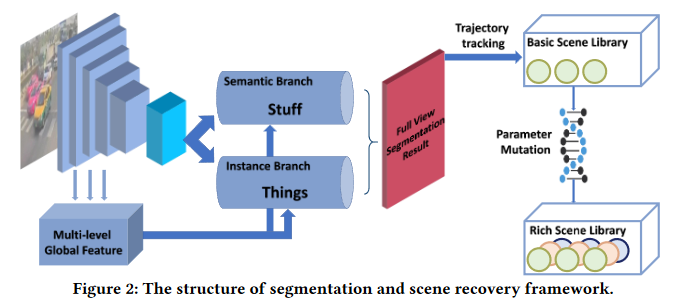 Trajectory
tracking
Basic Scene Library
Semantic Branch
Stuff
Instance Branch
Things
Full View
Segmentation
Result
Parameter
Mutation
Multi-level
Global Feature
Rich Scene Library
Figure 2: The structure of segmentation and scene recovery framework.